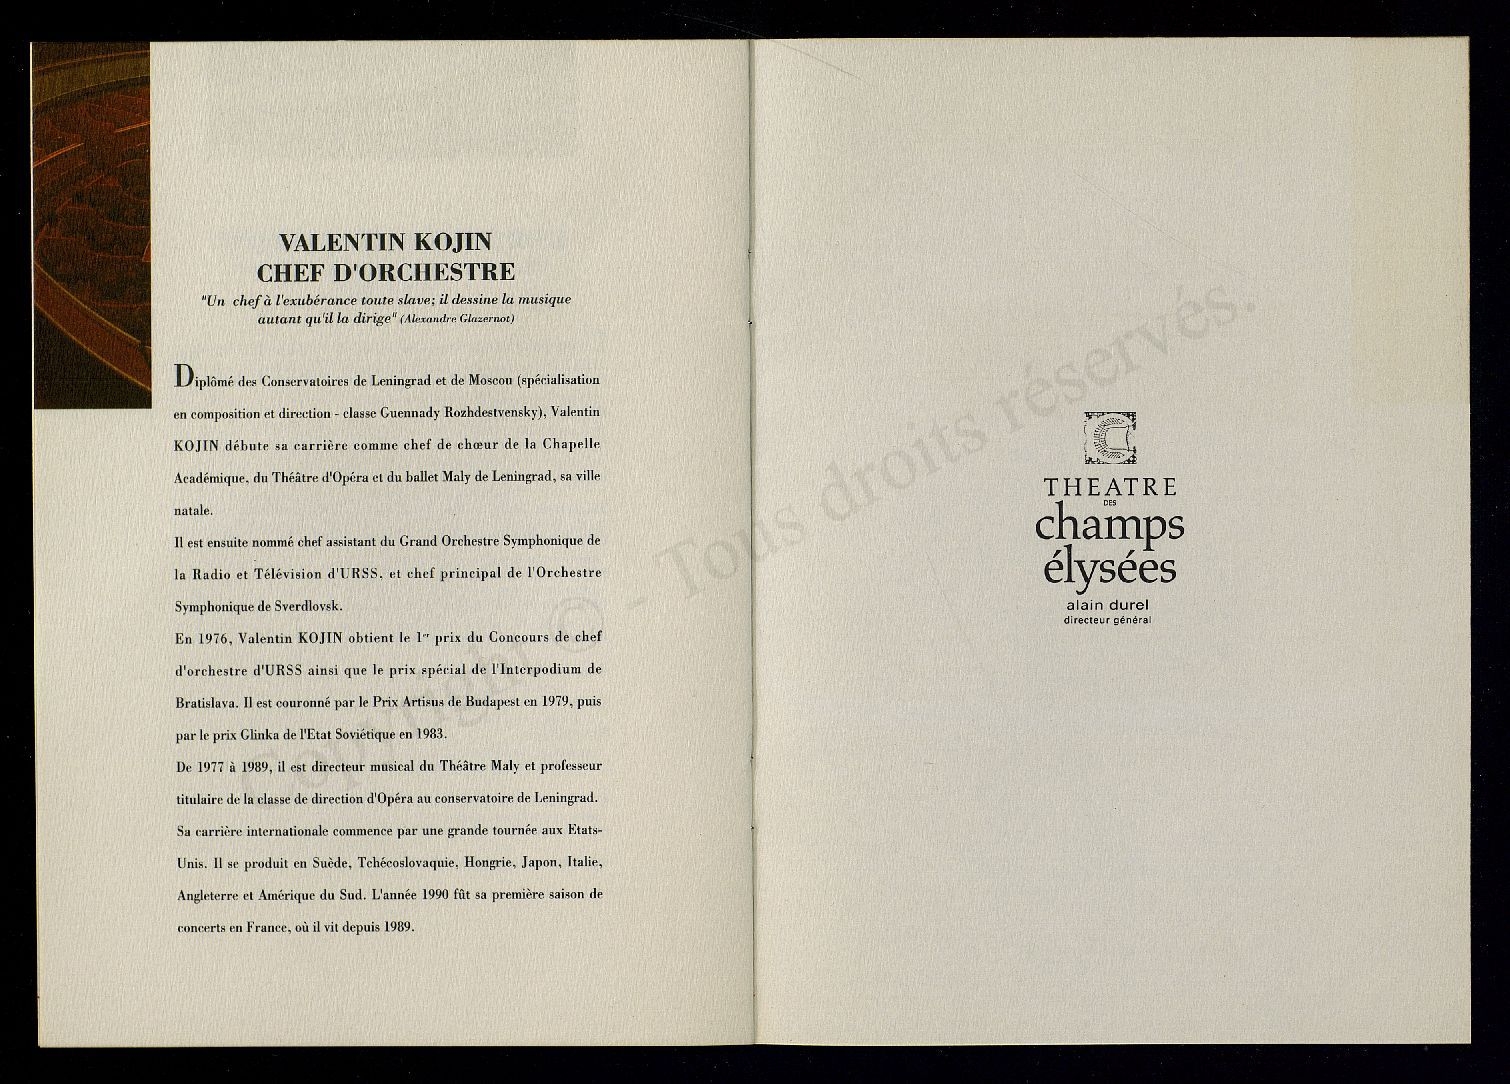 VALENTIN KOJIN
CHEF D'ORCHESTRE
"Un chef à l'exubérance toute slave; il dessine la musique
autant qu'il la dirige" (Alexandre Glazernot)
Diplômé des Conservatoires de Leningrad et de Moscou (spécialisation
en composition et direction - classe Guennady Rozhdestvensky), Valentin
KOJIN débute sa carrière comme chef de chœur de la Chapelle
Académique, du Théâtre d'Opéra et du ballet Maly de Leningrad, sa ville
natale.
Il est ensuite nommé chef assistant du Grand Orchestre Symphonique de
la Radio et Télévision d'URSS, et chef principal de l'Orchestre
Symphonique de Sverdlovsk.
En 1976, Valentin KOJIN obtient le 1er prix du Concours de chef
d'orchestre d'URSS ainsi que le prix spécial de l'Interpodium de
Bratislava. Il est couronné par le Prix Artisus de Budapest en 1979, puis
par le prix Glinka de l'Etat Soviétique en 1983.
De 1977 à 1989, il est directeur musical du Théâtre Maly et professeur
titulaire de la classe de direction d'Opéra au conservatoire de Leningrad.
Sa carrière internationale commence par une grande tournée aux Etats-
Unis. Il se produit en Suède, Tchécoslovaquie, Hongrie, Japon, Italie,
Angleterre et Amérique du Sud. L'année 1990 fût sa première saison de
concerts en France, où il vit depuis 1989.
THEATRE
DES
champs
élysées
alain durel
directeur général
Copyright © - Tous droits réservés.